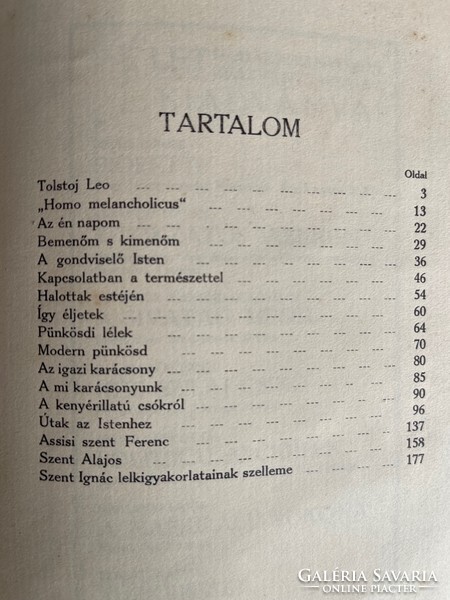 TARTALOM
Oldal
Tolstoj Leo --- --- --- --- --- --- --- --- 3
„Homo melancholicus“ --- --- --- --- --- --- 13
Az én napom --- --- --- --- --- --- --- --- 22
Bemenőm s kimenőm --- --- --- --- --- --- 29
A gondviselő Isten --- --- --- --- --- --- --- 36
Kapcsolatban a természettel --- --- --- --- --- 46
Halottak estéjén --- --- --- --- --- --- --- 54
Így éljetek --- --- --- --- --- --- --- --- 60
Pünkösdi lélek --- --- --- --- --- --- --- 64
Modern pünkösd --- --- --- --- --- --- --- 70
Az igazi karácsony --- --- --- --- --- --- --- 80
A mi karácsonyunk --- --- --- --- --- --- --- 85
A kenyérillatú csókról --- --- --- --- --- --- 90
Útak az Istenhez --- --- --- --- --- --- --- 96
Assisi szent Ferenc --- --- --- --- --- --- --- 137
Szent Alajos --- --- --- --- --- --- --- --- 158
Szent Ignác lelkigyakorlatainak szelleme --- --- --- --- 177
GALÉRIA SAVARIA
ONLINE PIACTÉR